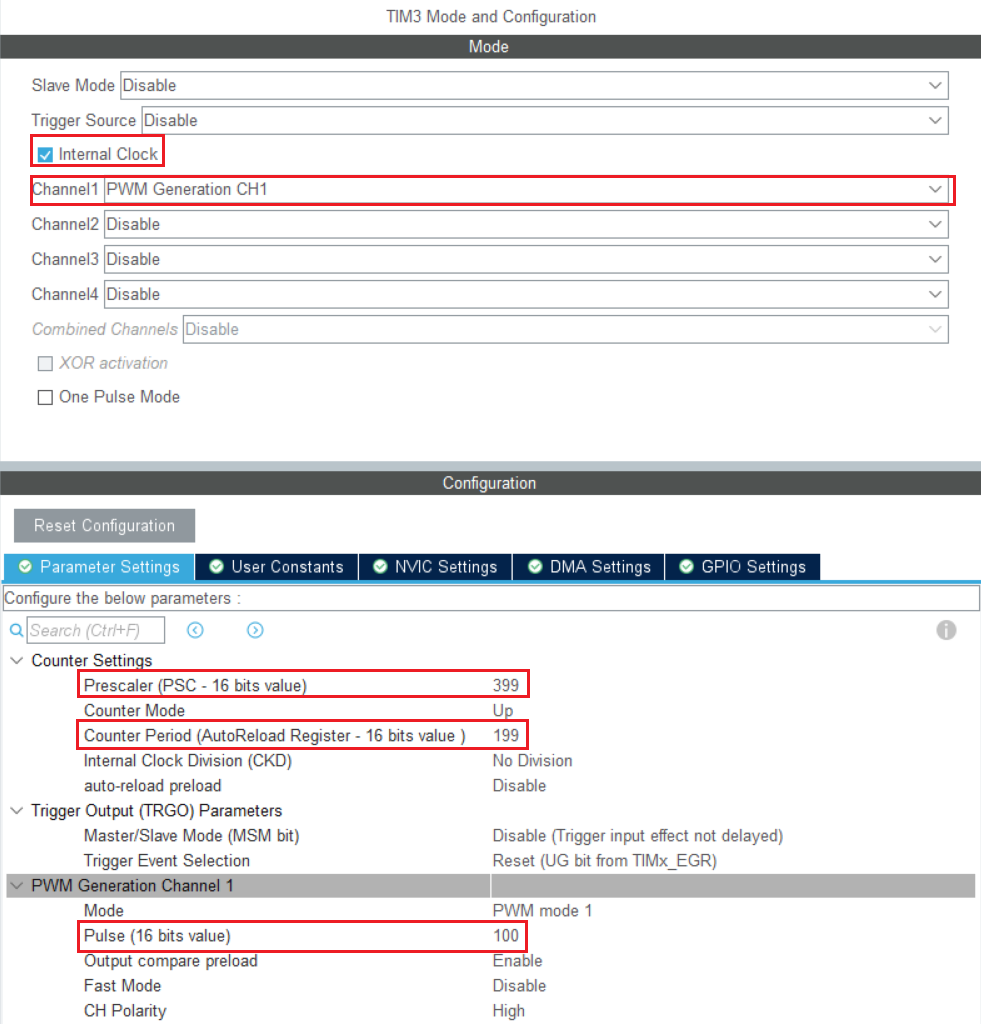 TIM3 Mode and Configuration
Mode
Slave Mode Disable
Trigger Source Disable
Internal Clock
Channel1 PWM Generation CH1
Channel2 Disable
Channel3 Disable
Channel4 Disable
Combined Channels Disable
XOR activation
One Pulse Mode
Configuration
Reset Configuration
Parameter Settings User Constants NVIC Settings DMA Settings GPIO Settings
Configure the below parameters :
Search (Ctrl+F)
Counter Settings
Prescaler (PSC - 16 bits value) 399
Counter Mode Up
Counter Period (AutoReload Register - 16 bits value ) 199
Internal Clock Division (CKD) No Division
auto-reload preload Disable
Trigger Output (TRGO) Parameters
Master/Slave Mode (MSM bit) Disable (Trigger input effect not delayed)
Trigger Event Selection Reset (UG bit from TIMx_EGR)
PWM Generation Channel 1
Mode PWM mode 1
Pulse (16 bits value) 100
Output compare preload Enable
Fast Mode Disable
CH Polarity High